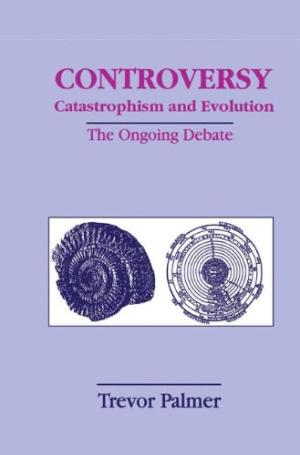 CONTROVERSY
Catastrophism and Evolution
The Ongoing Debate
Trevor Palmer